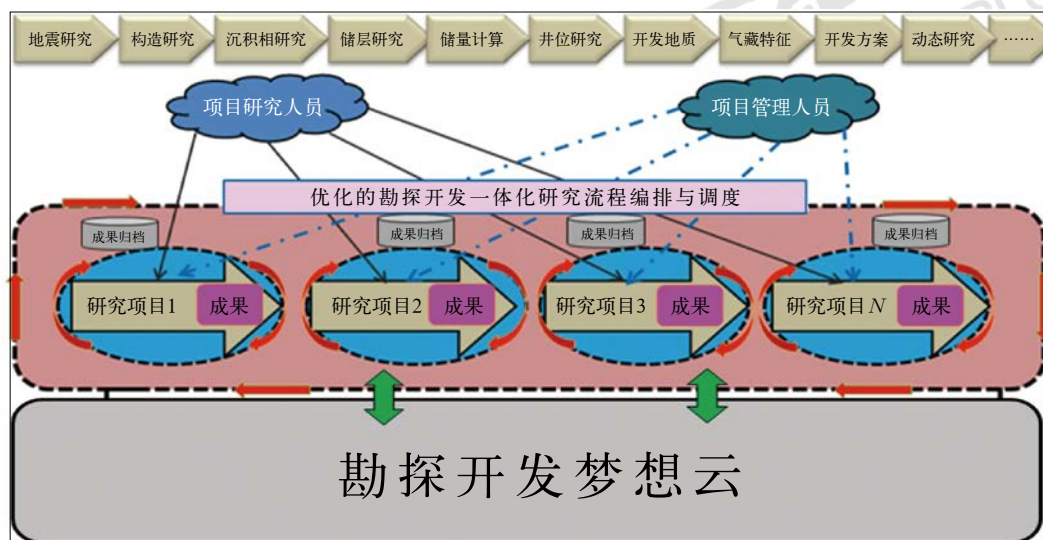 地震研究 构造研究 沉积相研究 储层研究 储量计算 井位研究 开发地质 气藏特征 开发方案 动态研究 ……
项目研究人员 项目管理人员
优化的勘探开发一体化研究流程编排与调度
成果归档 成果归档 成果归档 成果归档
研究项目1 成果 研究项目2 成果 研究项目3 成果 研究项目N 成果
勘探开发梦想云